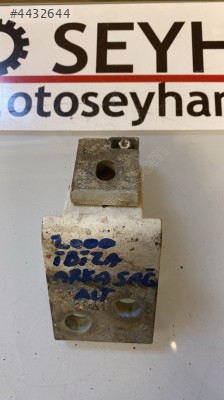 #4432644
SEYH
otoseyhan
2000
iBiZA
ARKA SAĞ
ALT